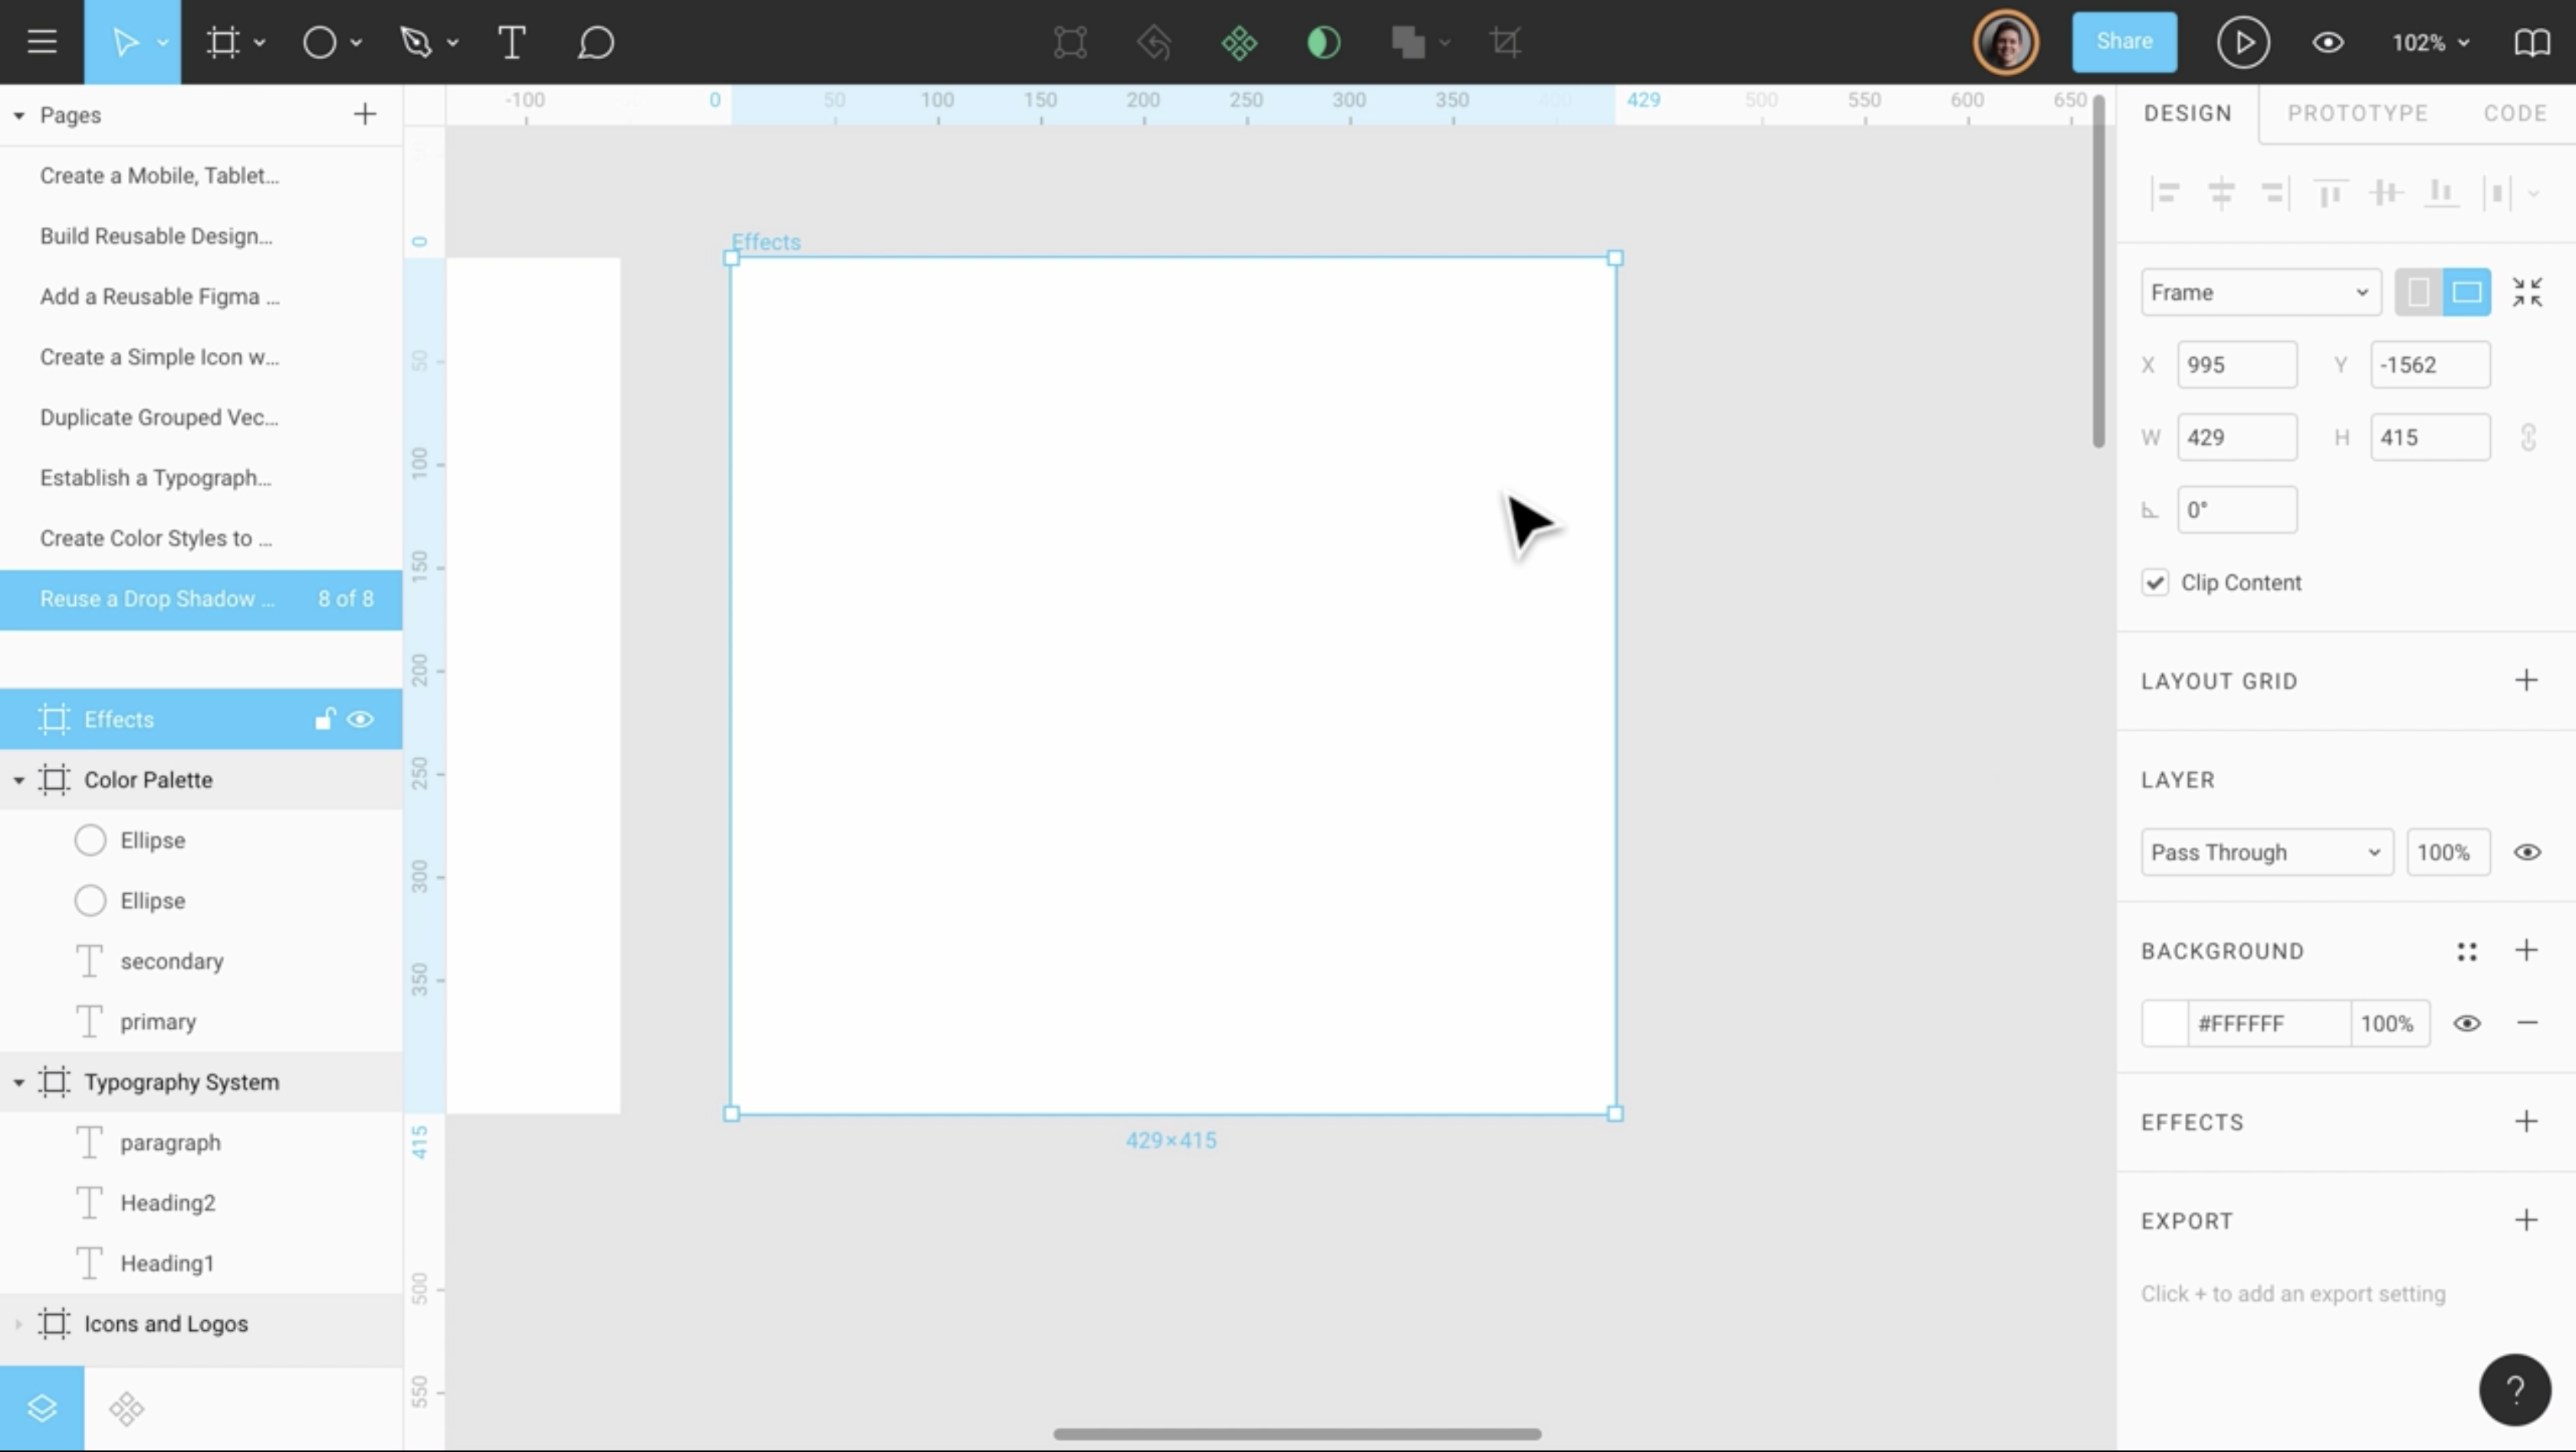 Share
102%
Pages
-100
0
50
100
150
200
250
300
350
400
429
500
550
600
650
DESIGN
PROTOTYPE
CODE
Create a Mobile, Tablet...
Build Reusable Design...
Add a Reusable Figma ...
Create a Simple Icon w...
Duplicate Grouped Vec...
Establish a Typograph...
Create Color Styles to ...
Reuse a Drop Shadow ... 8 of 8
Effects
Color Palette
Ellipse
Ellipse
secondary
primary
Typography System
paragraph
Heading2
Heading1
Icons and Logos
0
50
100
150
200
250
300
350
415
500
550
Effects
429×415
Frame
X 995 Y -1562
W 429 H 415
0°
Clip Content
LAYOUT GRID
LAYER
Pass Through 100%
BACKGROUND
#FFFFFF 100%
EFFECTS
EXPORT
Click + to add an export setting
?